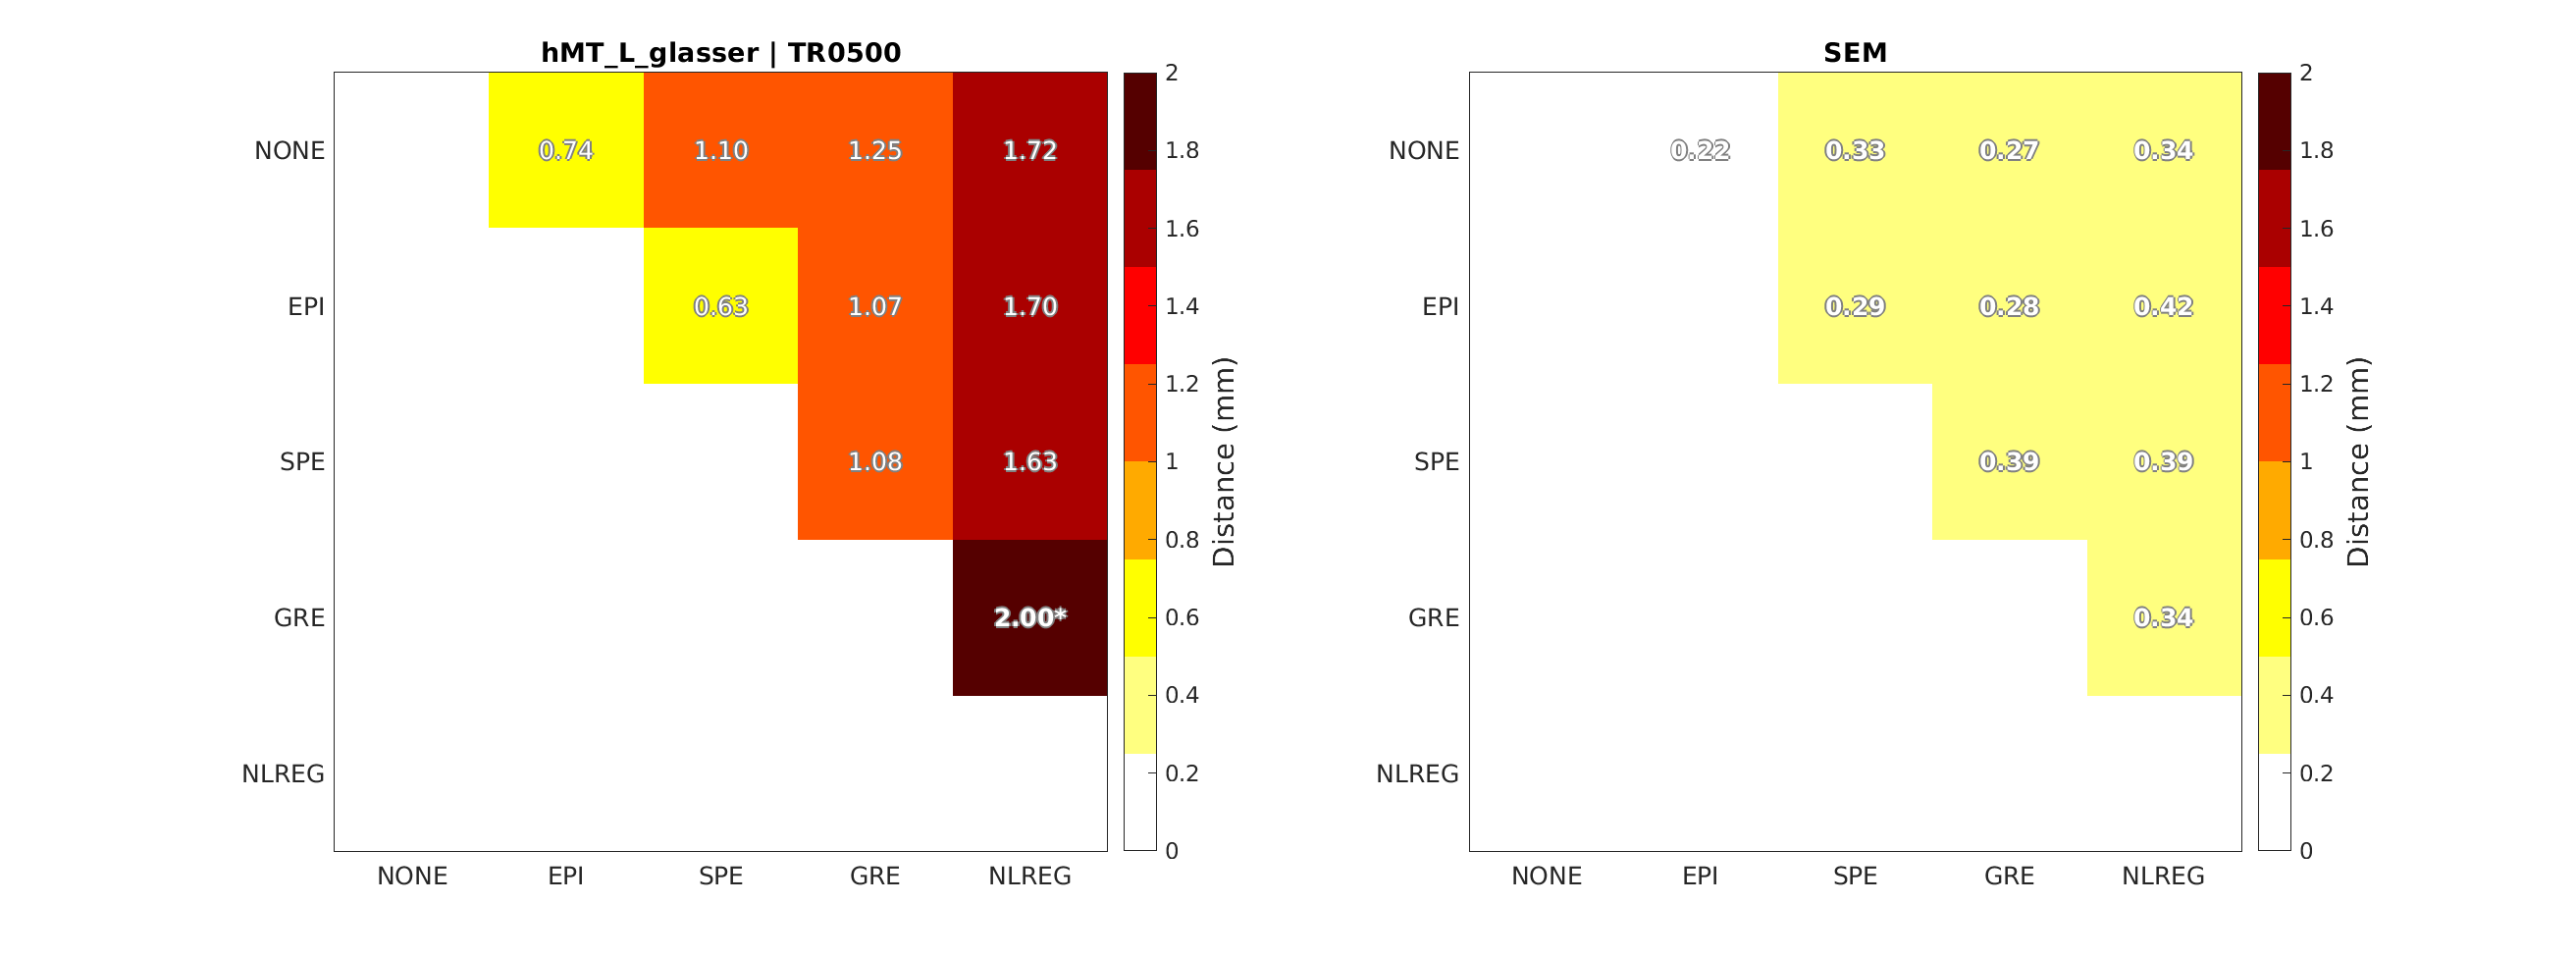 hMT_L_glasser | TR0500
NONE
0.74
1.10
1.25
1.72
EPI
0.63
1.07
1.70
SPE
1.08
1.63
GRE
2.00*
NLREG
NONE
EPI
SPE
GRE
NLREG
2
1.8
1.6
1.4
1.2
1
0.8
0.6
0.4
0.2
0
Distance (mm)
SEM
NONE
0.22
0.33
0.27
0.34
EPI
0.29
0.28
0.42
SPE
0.39
0.39
GRE
0.34
NLREG
NONE
EPI
SPE
GRE
NLREG
2
1.8
1.6
1.4
1.2
1
0.8
0.6
0.4
0.2
0
Distance (mm)